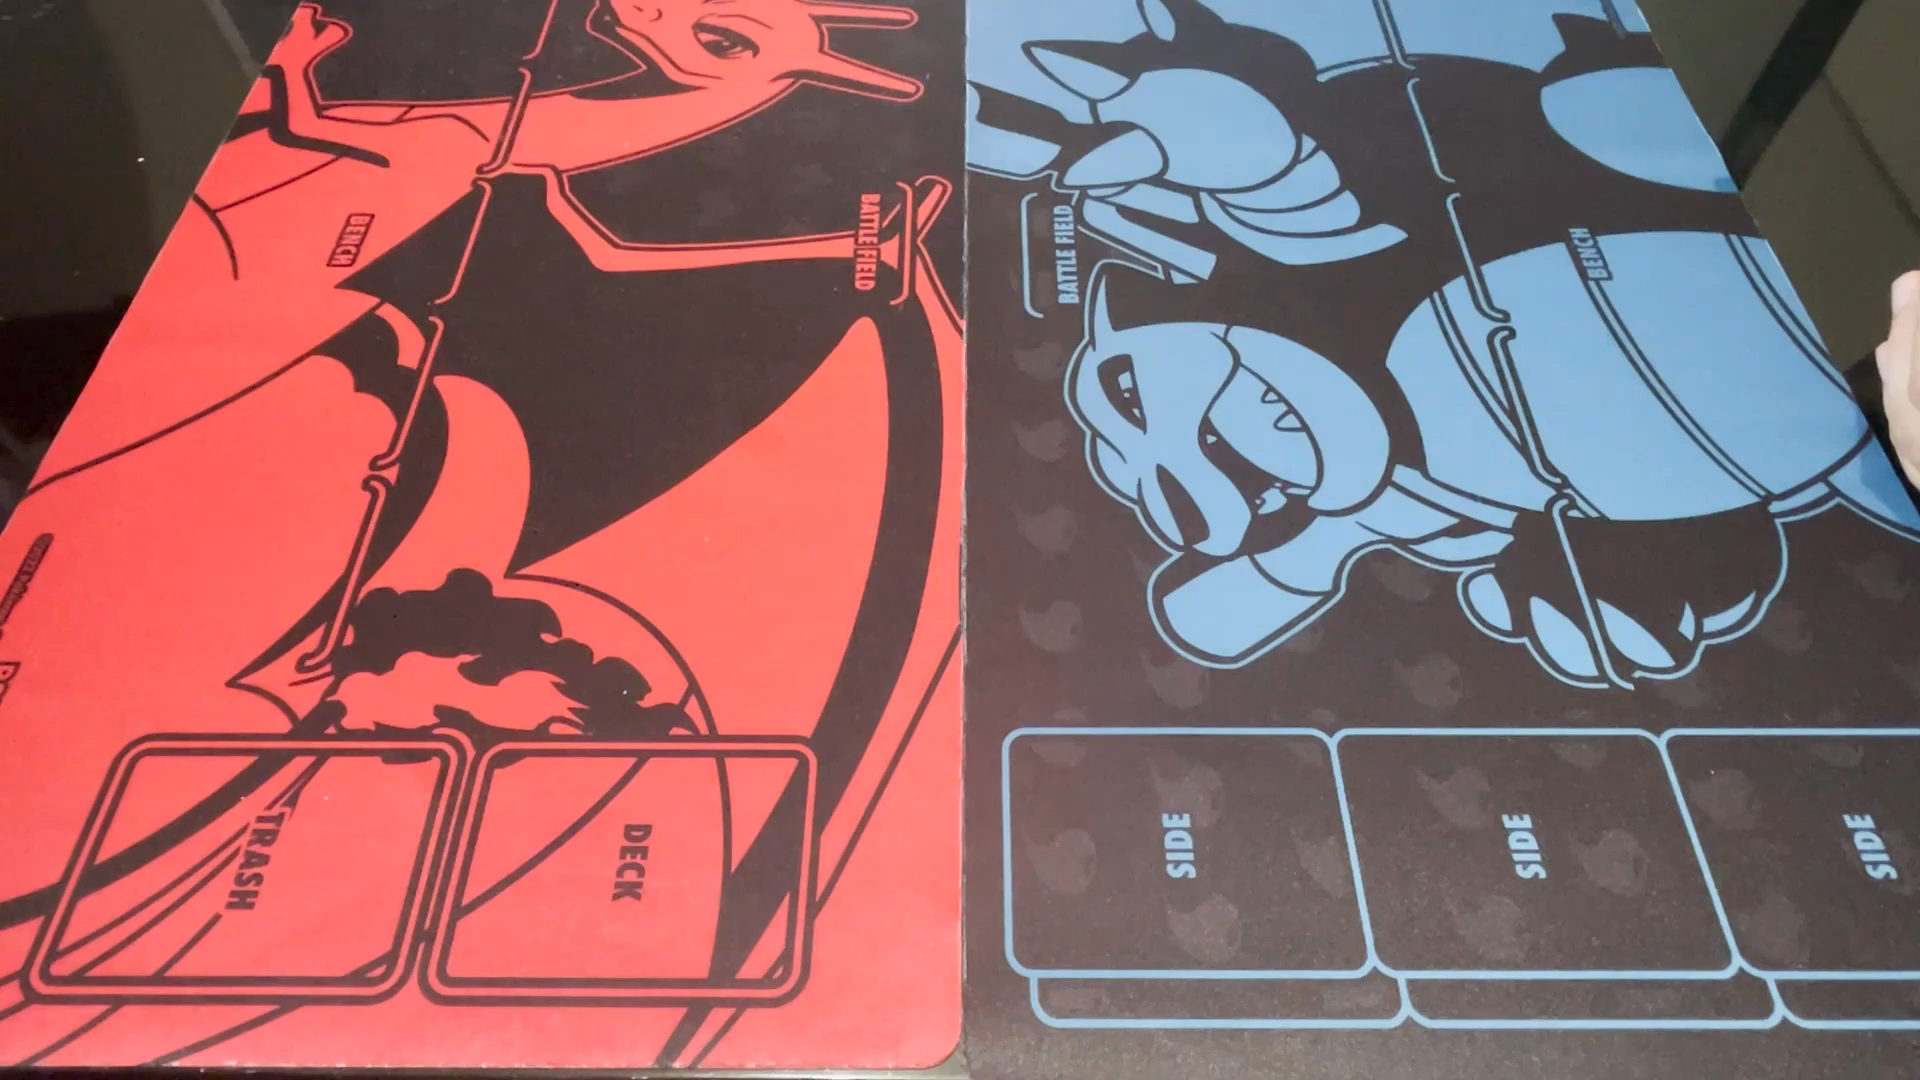 BENCH
BATTLE FIELD
BATTLE FIELD
BENCH
TRASH
DECK
SIDE
SIDE
SIDE